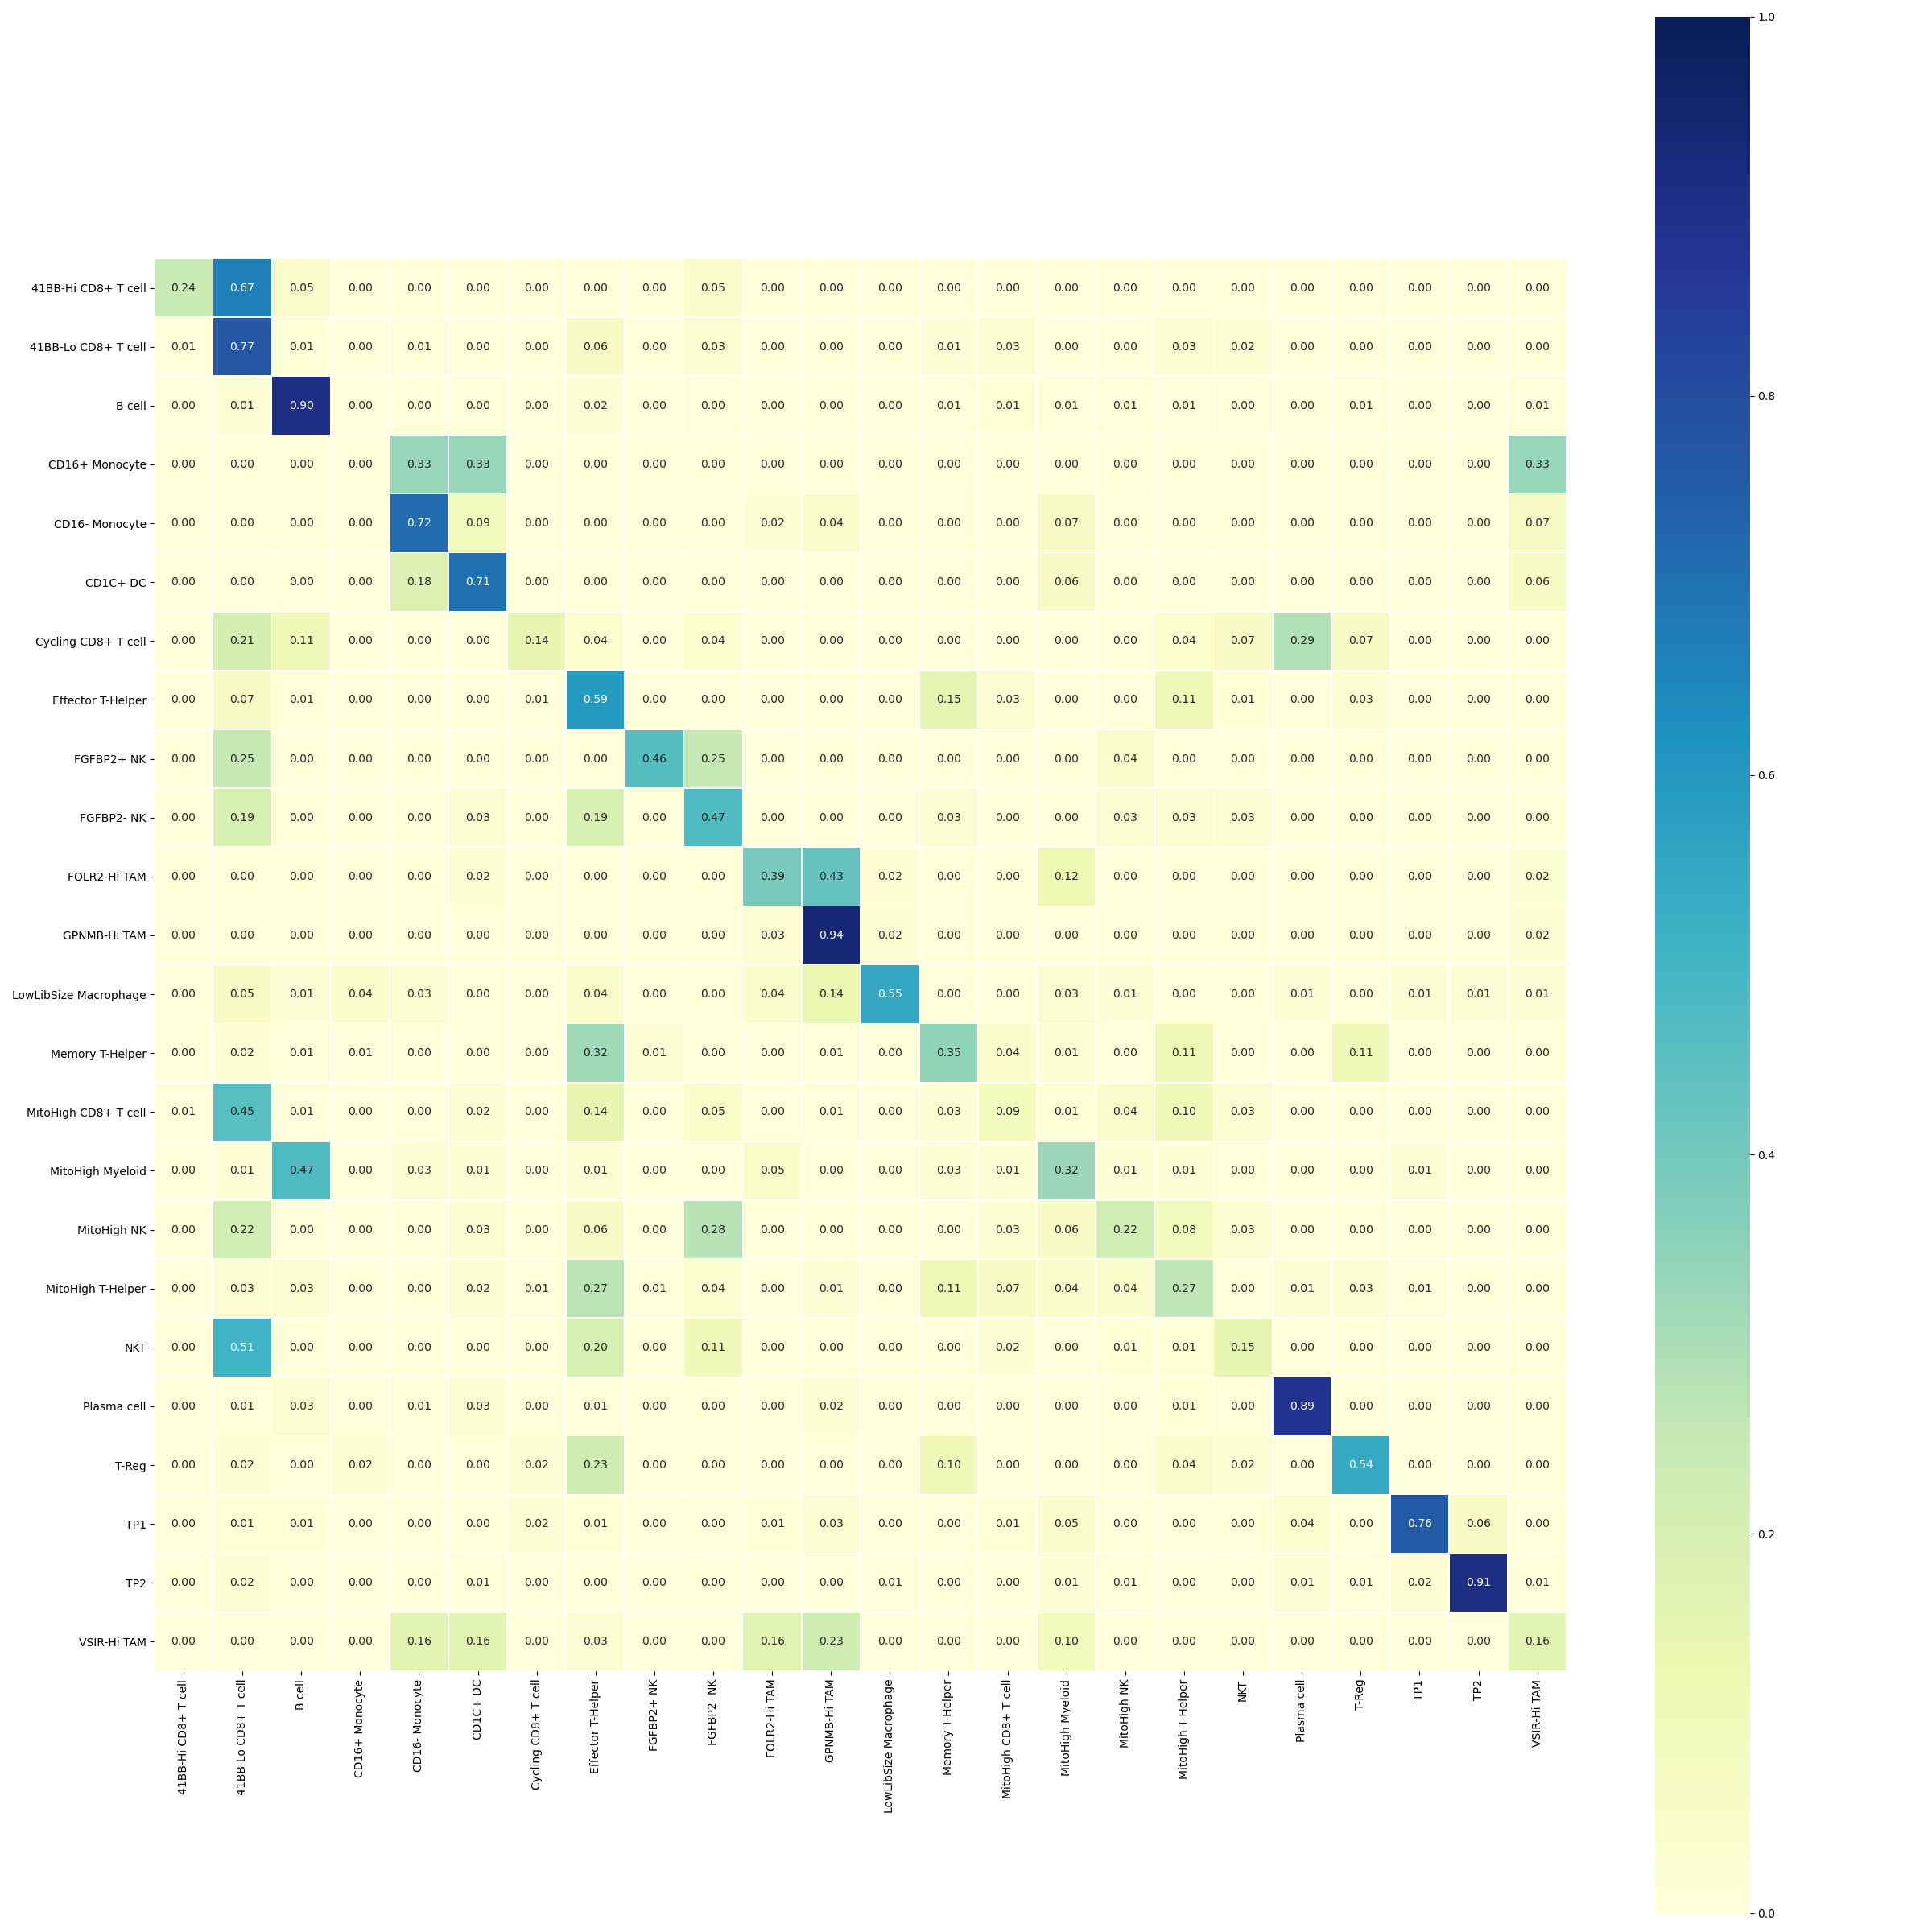 1.0
0.8
0.6
0.4
0.2
0.0
41BB-Hi CD8+ T cell 0.24 0.67 0.05 0.00 0.00 0.00 0.00 0.00 0.00 0.05 0.00 0.00 0.00 0.00 0.00 0.00 0.00 0.00 0.00 0.00 0.00 0.00 0.00 0.00
41BB-Lo CD8+ T cell 0.01 0.77 0.01 0.00 0.01 0.00 0.00 0.06 0.00 0.03 0.00 0.00 0.00 0.01 0.03 0.00 0.00 0.03 0.02 0.00 0.00 0.00 0.00 0.00
B cell 0.00 0.01 0.90 0.00 0.00 0.00 0.00 0.02 0.00 0.00 0.00 0.00 0.00 0.01 0.01 0.01 0.01 0.01 0.00 0.00 0.01 0.00 0.00 0.01
CD16+ Monocyte 0.00 0.00 0.00 0.00 0.33 0.33 0.00 0.00 0.00 0.00 0.00 0.00 0.00 0.00 0.00 0.00 0.00 0.00 0.00 0.00 0.00 0.00 0.00 0.33
CD16- Monocyte 0.00 0.00 0.00 0.00 0.72 0.09 0.00 0.00 0.00 0.00 0.02 0.04 0.00 0.00 0.00 0.07 0.00 0.00 0.00 0.00 0.00 0.00 0.00 0.07
CD1C+ DC 0.00 0.00 0.00 0.00 0.18 0.71 0.00 0.00 0.00 0.00 0.00 0.00 0.00 0.00 0.00 0.06 0.00 0.00 0.00 0.00 0.00 0.00 0.00 0.06
Cycling CD8+ T cell 0.00 0.21 0.11 0.00 0.00 0.00 0.14 0.04 0.00 0.04 0.00 0.00 0.00 0.00 0.00 0.00 0.00 0.04 0.07 0.29 0.07 0.00 0.00 0.00
Effector T-Helper 0.00 0.07 0.01 0.00 0.00 0.00 0.01 0.59 0.00 0.00 0.00 0.00 0.00 0.15 0.03 0.00 0.00 0.11 0.01 0.00 0.03 0.00 0.00 0.00
FGFBP2+ NK 0.00 0.25 0.00 0.00 0.00 0.00 0.00 0.00 0.46 0.25 0.00 0.00 0.00 0.00 0.00 0.00 0.04 0.00 0.00 0.00 0.00 0.00 0.00 0.00
FGFBP2- NK 0.00 0.19 0.00 0.00 0.00 0.03 0.00 0.19 0.00 0.47 0.00 0.00 0.00 0.03 0.00 0.00 0.03 0.03 0.03 0.00 0.00 0.00 0.00 0.00
FOLR2-Hi TAM 0.00 0.00 0.00 0.00 0.00 0.02 0.00 0.00 0.00 0.00 0.39 0.43 0.02 0.00 0.00 0.12 0.00 0.00 0.00 0.00 0.00 0.00 0.00 0.02
GPNMB-Hi TAM 0.00 0.00 0.00 0.00 0.00 0.00 0.00 0.00 0.00 0.00 0.03 0.94 0.02 0.00 0.00 0.00 0.00 0.00 0.00 0.00 0.00 0.00 0.00 0.02
LowLibSize Macrophage 0.00 0.05 0.01 0.04 0.03 0.00 0.00 0.04 0.00 0.00 0.04 0.14 0.55 0.00 0.00 0.03 0.01 0.00 0.00 0.01 0.00 0.01 0.01 0.01
Memory T-Helper 0.00 0.02 0.01 0.01 0.00 0.00 0.00 0.32 0.01 0.00 0.00 0.01 0.00 0.35 0.04 0.01 0.00 0.11 0.00 0.00 0.11 0.00 0.00 0.00
MitoHigh CD8+ T cell 0.01 0.45 0.01 0.00 0.00 0.02 0.00 0.14 0.00 0.05 0.00 0.01 0.00 0.03 0.09 0.01 0.04 0.10 0.03 0.00 0.00 0.00 0.00 0.00
MitoHigh Myeloid 0.00 0.01 0.47 0.00 0.03 0.01 0.00 0.01 0.00 0.00 0.05 0.00 0.00 0.03 0.01 0.32 0.01 0.01 0.00 0.00 0.00 0.01 0.00 0.00
MitoHigh NK 0.00 0.22 0.00 0.00 0.00 0.03 0.00 0.06 0.00 0.28 0.00 0.00 0.00 0.00 0.03 0.06 0.22 0.08 0.03 0.00 0.00 0.00 0.00 0.00
MitoHigh T-Helper 0.00 0.03 0.03 0.00 0.00 0.02 0.01 0.27 0.01 0.04 0.00 0.01 0.00 0.11 0.07 0.04 0.04 0.27 0.00 0.01 0.03 0.01 0.00 0.00
NKT 0.00 0.51 0.00 0.00 0.00 0.00 0.00 0.20 0.00 0.11 0.00 0.00 0.00 0.00 0.02 0.00 0.01 0.01 0.15 0.00 0.00 0.00 0.00 0.00
Plasma cell 0.00 0.01 0.03 0.00 0.01 0.03 0.00 0.01 0.00 0.00 0.00 0.02 0.00 0.00 0.00 0.00 0.00 0.01 0.00 0.89 0.00 0.00 0.00 0.00
T-Reg 0.00 0.02 0.00 0.02 0.00 0.00 0.02 0.23 0.00 0.00 0.00 0.00 0.00 0.10 0.00 0.00 0.00 0.04 0.02 0.00 0.54 0.00 0.00 0.00
TP1 0.00 0.01 0.01 0.00 0.00 0.00 0.02 0.01 0.00 0.00 0.01 0.03 0.00 0.00 0.01 0.05 0.00 0.00 0.00 0.04 0.00 0.76 0.06 0.00
TP2 0.00 0.02 0.00 0.00 0.00 0.01 0.00 0.00 0.00 0.00 0.00 0.00 0.01 0.00 0.00 0.01 0.01 0.00 0.00 0.01 0.01 0.02 0.91 0.01
VSIR-Hi TAM 0.00 0.00 0.00 0.00 0.16 0.16 0.00 0.03 0.00 0.00 0.16 0.23 0.00 0.00 0.00 0.10 0.00 0.00 0.00 0.00 0.00 0.00 0.00 0.16
41BB-Hi CD8+ T cell
41BB-Lo CD8+ T cell
B cell
CD16+ Monocyte
CD16- Monocyte
CD1C+ DC
Cycling CD8+ T cell
Effector T-Helper
FGFBP2+ NK
FGFBP2- NK
FOLR2-Hi TAM
GPNMB-Hi TAM
LowLibSize Macrophage
Memory T-Helper
MitoHigh CD8+ T cell
MitoHigh Myeloid
MitoHigh NK
MitoHigh T-Helper
NKT
Plasma cell
T-Reg
TP1
TP2
VSIR-Hi TAM